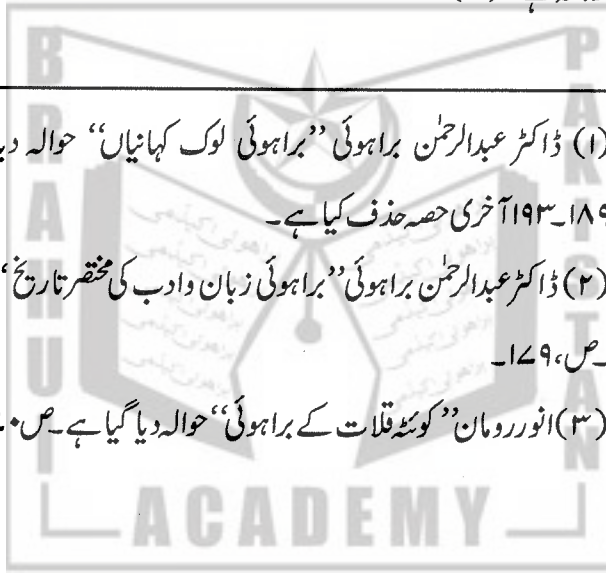 (۱) ڈاکٹر عبدالرحمٰن براہوئی ”براہوئی لوک کہانیاں“ حوالہ
۱۸۹۔۱۹۳ آخری حصہ حذف کیا ہے۔
(۲) ڈاکٹر عبدالرحمٰن براہوئی ”براہوئی زبان وادب کی مختصر تاریخ“
۔ص،۱۷۹۔
(۳) انور رومان ”کوئٹہ قلات کے براہوئی“ حوالہ دیا گیا ہے۔ص
BRAHUI
ACADEMY
PAKISTAN